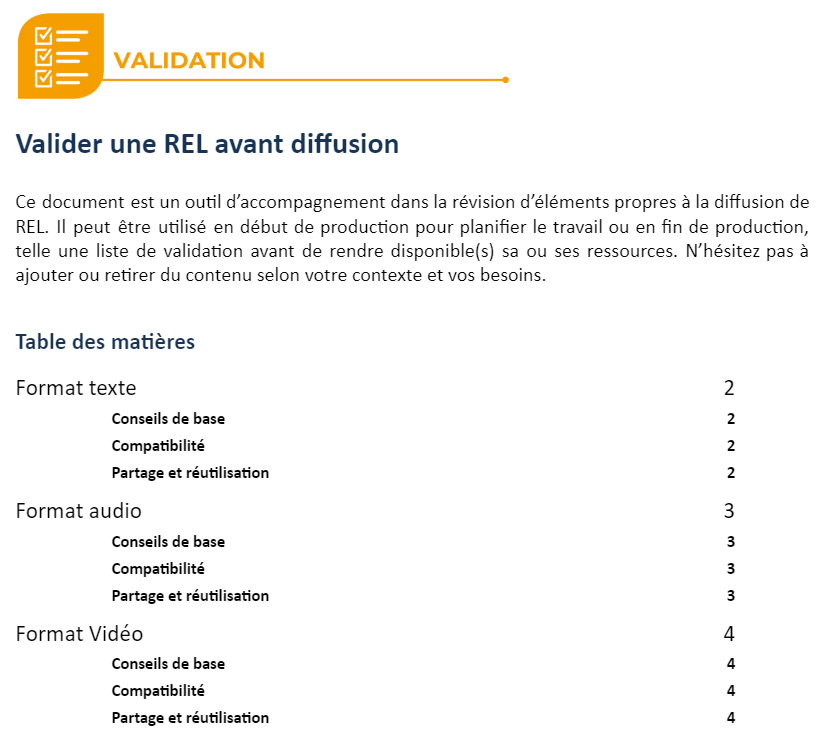 VALIDATION
Valider une REL avant diffusion
Ce document est un outil d’accompagnement dans la révision d’éléments propres à la diffusion de
REL. Il peut être utilisé en début de production pour planifier le travail ou en fin de production,
telle une liste de validation avant de rendre disponible(s) sa ou ses ressources. N’hésitez pas à
ajouter ou retirer du contenu selon votre contexte et vos besoins.
Table des matières
Format texte 2
Conseils de base 2
Compatibilité 2
Partage et réutilisation 2
Format audio 3
Conseils de base 3
Compatibilité 3
Partage et réutilisation 3
Format Vidéo 4
Conseils de base 4
Compatibilité 4
Partage et réutilisation 4